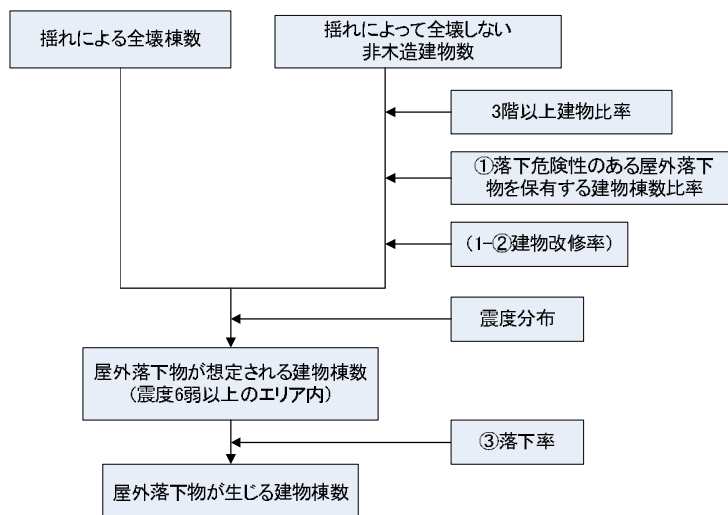 揺れによる全壊棟数
揺れによって全壊しない
非木造建物数
3階以上建物比率
①落下危険性のある屋外落下
物を保有する建物棟数比率
(1-②建物改修率)
震度分布
屋外落下物が想定される建物棟数
(震度6弱以上のエリア内)
③落下率
屋外落下物が生じる建物棟数